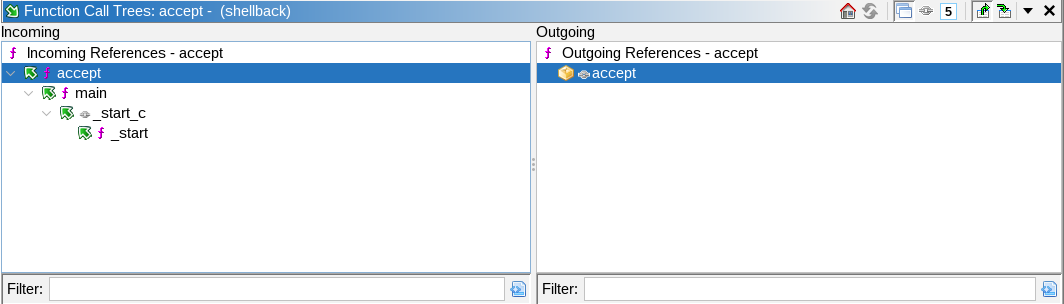 Function Call Trees: accept - (shellback)
5
Incoming
Incoming References - accept
accept
main
_start_c
_start
Filter:
Outgoing
Outgoing References - accept
accept
Filter: